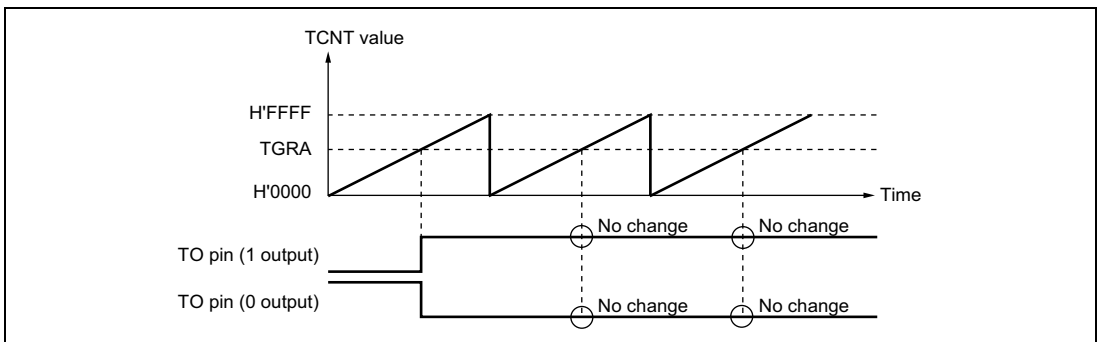 TCNT value
H'FFFF
TGRA
H'0000
Time
No change No change
TO pin (1 output)
TO pin (0 output)
No change No change